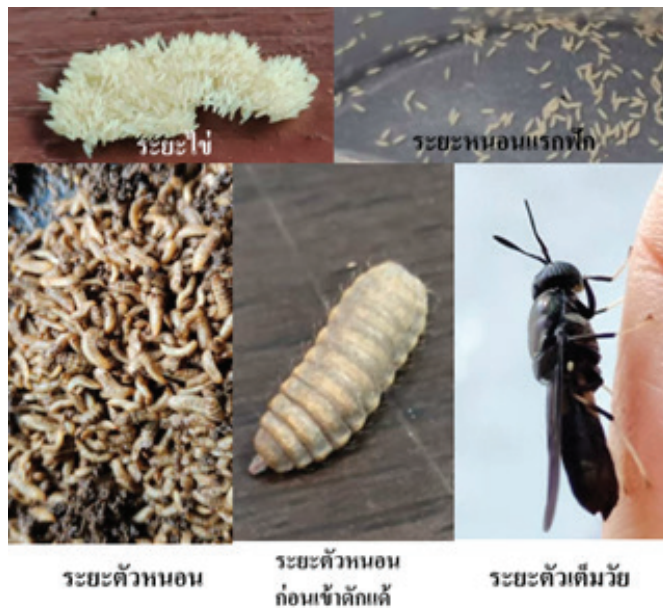 ระยะไข่
ระยะหนอนแรกฟัก
ระยะตัวหนอน
ระยะตัวหนอน
ก่อนเข้าดักแด้
ระยะตัวเต็มวัย